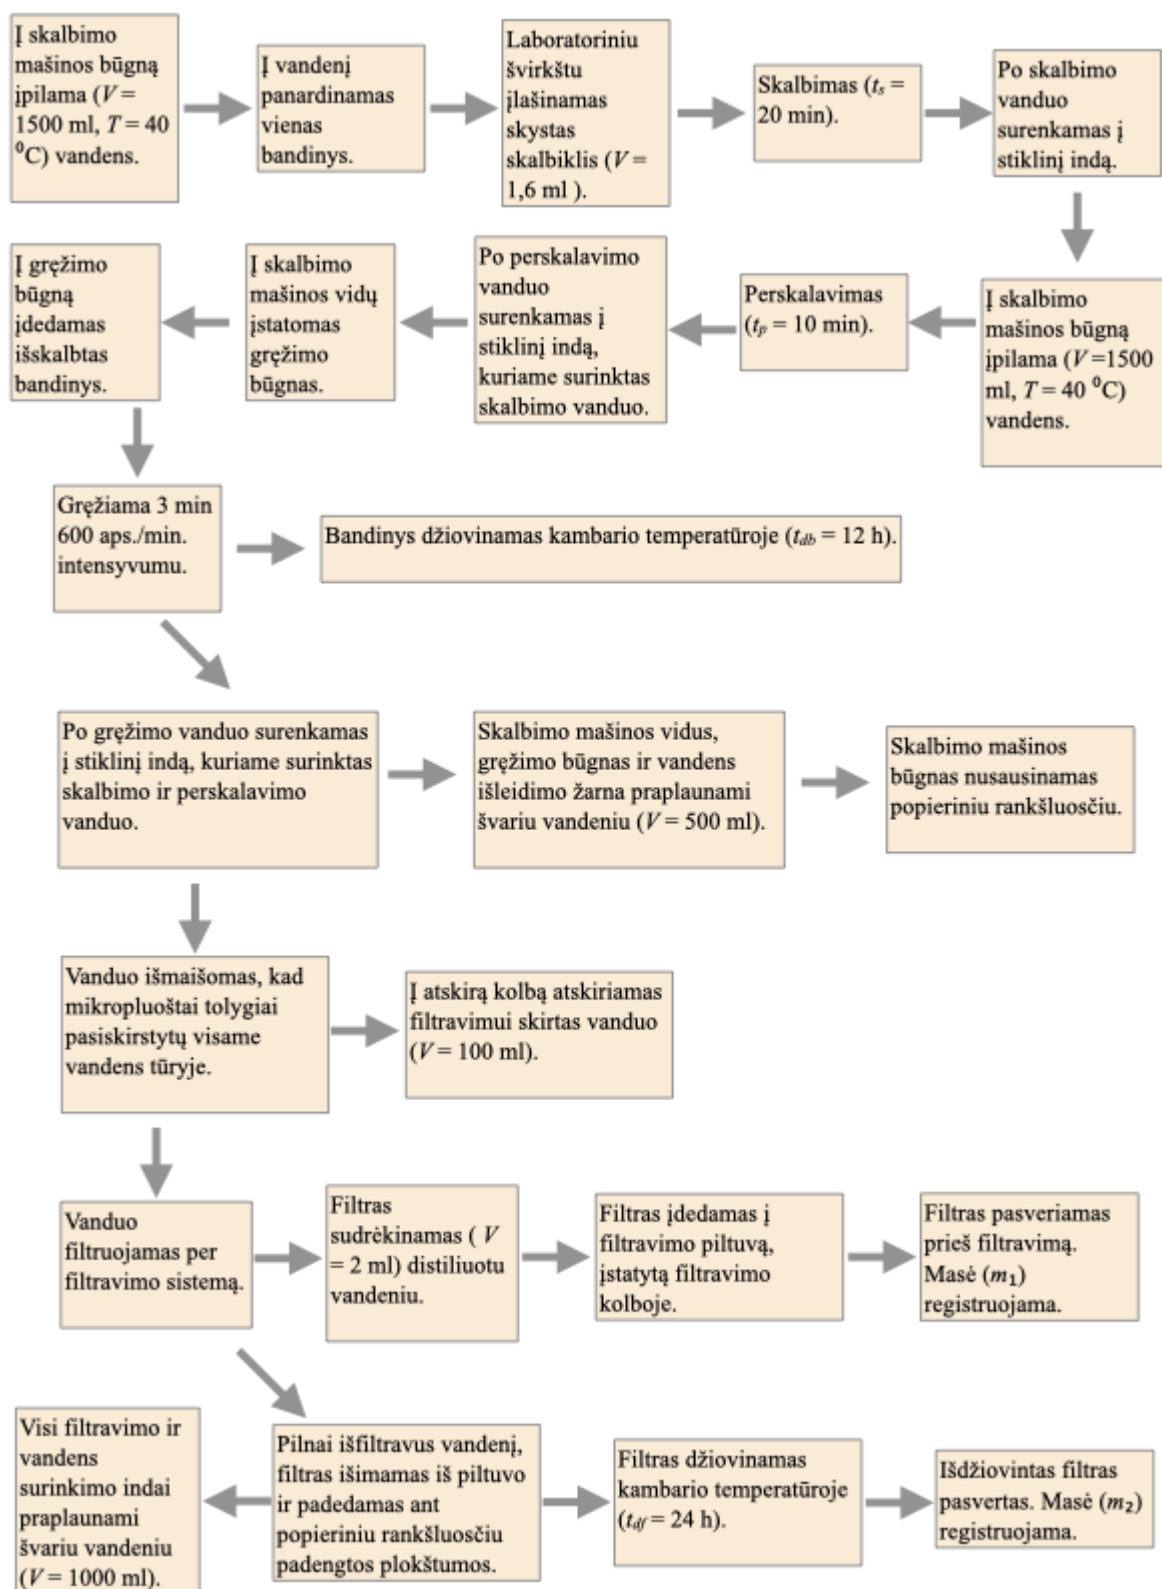 Į skalbimo
mašinos būgną
įpilama (V =
1500 ml, T = 40
⁰C) vandens.
Į vandenį
panardinamas
vienas
bandinys.
Laboratoriniu
švirkštu
įlašinamas
skystas
skalbiklis (V =
1,6 ml ).
Skalbimas (tₛ =
20 min).
Po skalbimo
vanduo
surenkamas į
stiklinį indą.
Į skalbimo
mašinos būgną
įpilama (V =1500
ml, T = 40 ⁰C)
vandens.
Perskalavimas
(tₚ = 10 min).
Po perskalavimo
vanduo
surenkamas į
stiklinį indą,
kuriame surinktas
skalbimo vanduo.
Į skalbimo
mašinos vidų
įstatomas
gręžimo
būgnas.
Į gręžimo
būgną
įdedamas
išskalbtas
bandinys.
Gręžiama 3 min
600 aps./min.
intensyvumu.
Bandinys džiovinamas kambario temperatūroje (t_db = 12 h).
Po gręžimo vanduo surenkamas
į stiklinį indą, kuriame surinktas
skalbimo ir perskalavimo
vanduo.
Skalbimo mašinos vidus,
gręžimo būgnas ir vandens
išleidimo žarna praplaunami
švariu vandeniu (V = 500 ml).
Skalbimo mašinos
būgnas nusausinamas
popieriniu rankšluosčiu.
Vanduo išmaišomas, kad
mikropluoštai tolygiai
pasiskirstytų visame
vandens tūryje.
Į atskirą kolbą atskiriamas
filtravimui skirtas vanduo
(V = 100 ml).
Vanduo
filtruojamas per
filtravimo sistemą.
Filtras
sudrėkinamas ( V
= 2 ml) distiliuotu
vandeniu.
Filtras įdedamas į
filtravimo piltuvą,
įstatytą filtravimo
kolboje.
Filtras pasveriamas
prieš filtravimą.
Masė (m₁)
registruojama.
Visi filtravimo ir
vandens
surinkimo indai
praplaunami
švariu vandeniu
(V = 1000 ml).
Pilnai išfiltravus vandenį,
filtras išimamas iš piltuvo
ir padedamas ant
popieriniu rankšluosčiu
padengtos plokštumos.
Filtras džiovinamas
kambario temperatūroje
(t_df = 24 h).
Išdžiovintas filtras
pasvertas. Masė (m₂)
registruojama.